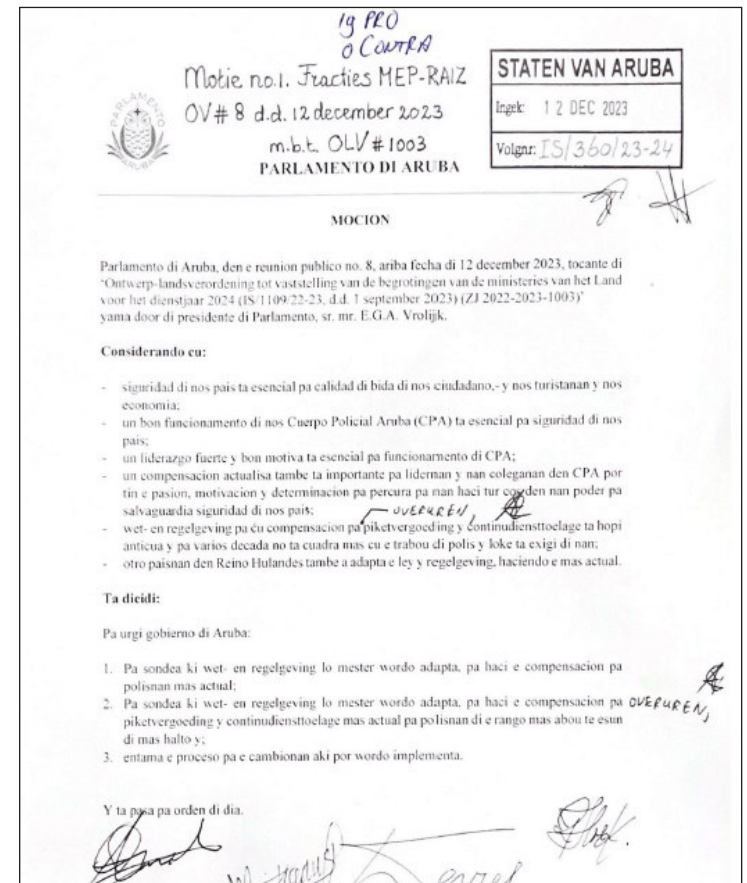 19 PRO
0 CONTRA
Motie no.1. Fracties MEP-RAIZ
OV# 8 d.d. 12 december 2023
m.b.t. OLV #1003
STATEN VAN ARUBA
Ingek: 12 DEC 2023
Volgnr: IS/360/23-24
PARLAMENTO ARUBA
PARLAMENTO DI ARUBA
MOCION
Parlamento di Aruba, den e reunion publico no. 8, ariba fecha di 12 december 2023, tocante di
"Ontwerp-landsverordening tot vaststelling van de begrotingen van de ministeries van het Land
voor het dienstjaar 2024 (IS/1109/22-23, d.d. 1 september 2023) (ZJ 2022-2023-1003)"
yama door di presidente di Parlamento, sr. mr. E.G.A. Vrolijk.
Considerando cu:
- siguridad di nos pais ta esencial pa calidad di bida di nos ciudadano,- y nos turistanan y nos
economia;
- un bon funcionamento di nos Cuerpo Policial Aruba (CPA) ta esencial pa siguridad di nos
pais;
- un liderazgo fuerte y bon motiva ta esencial pa funcionamento di CPA;
- un compensacion actualisa tambe ta importante pa lidernan y nan coleganan den CPA por
tin e pasion, motivacion y determinacion pa percura pa nan haci tur cos den nan poder pa
salvaguardia siguridad di nos pais;
OVERUREN,
- wet- en regelgeving pa cu compensacion pa piketvergoeding y continudiensttoelage ta hopi
anticua y pa varios decada no ta cuadra mas cu e trabou di polis y loke ta exigi di nan;
- otro paisnan den Reino Hulandes tambe a adapta e ley y regelgeving, haciendo e mas actual.
Ta dicidi:
Pa urgi gobierno di Aruba:
1. Pa sondea ki wet- en regelgeving lo mester wordo adapta, pa haci e compensacion pa
polisnan mas actual;
2. Pa sondea ki wet- en regelgeving lo mester wordo adapta, pa haci e compensacion pa OVERUREN,
piketvergoeding y continudiensttoelage mas actual pa polisnan di e rango mas abou te esun
di mas halto y;
3. entama e proceso pa e cambionan aki por wordo implementa.
Y ta pasa pa orden di dia.